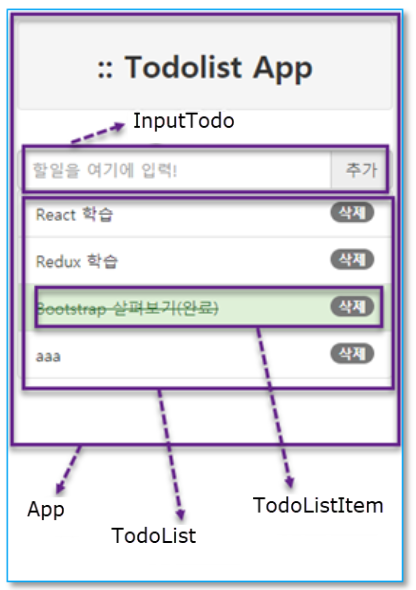 :: Todolist App
InputTodo
할일을 여기에 입력! 추가
React 학습 삭제
Redux 학습 삭제
Bootstrap 살펴보기(완료) 삭제
aaa 삭제
App
TodoList
TodoListItem